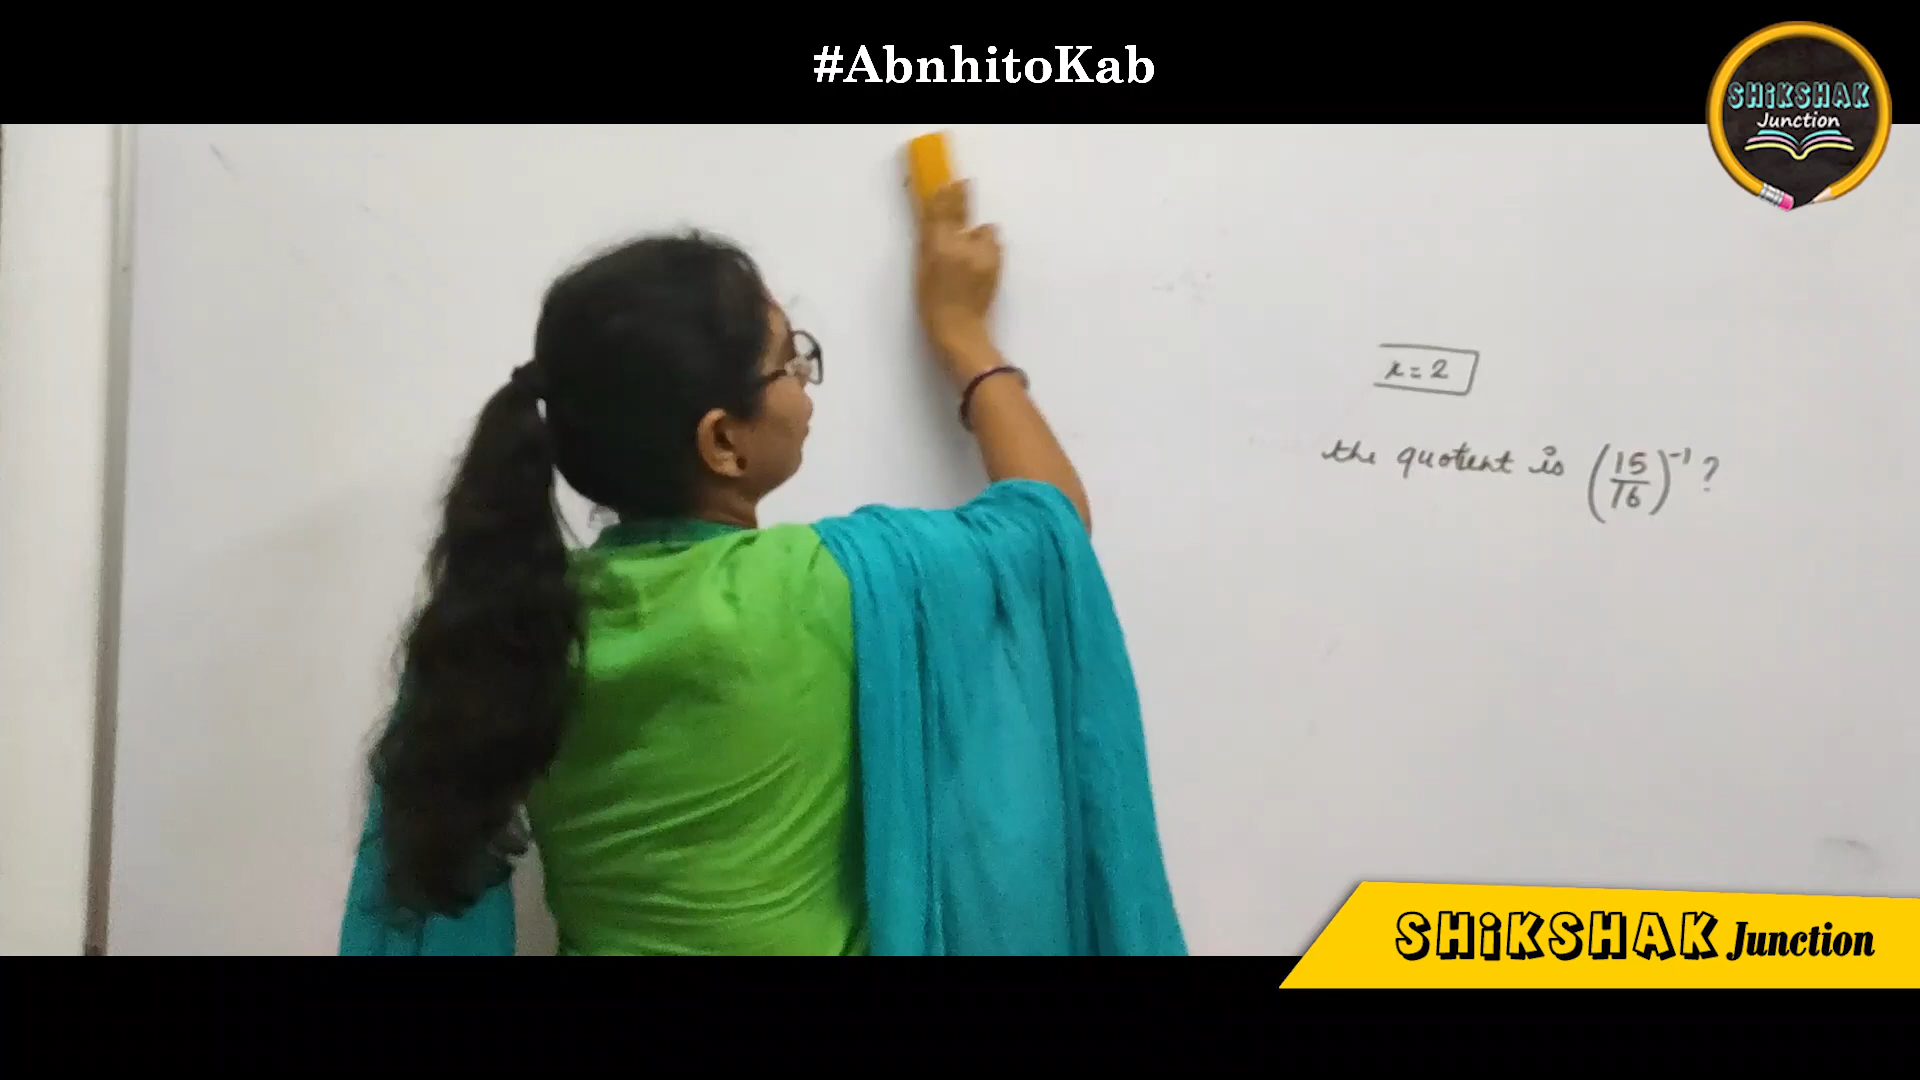 #AbnhitoKab
SHiKSHAK
Junction
x = 2
the quotient is (15/16)⁻¹ ?
SHiKSHAK Junction